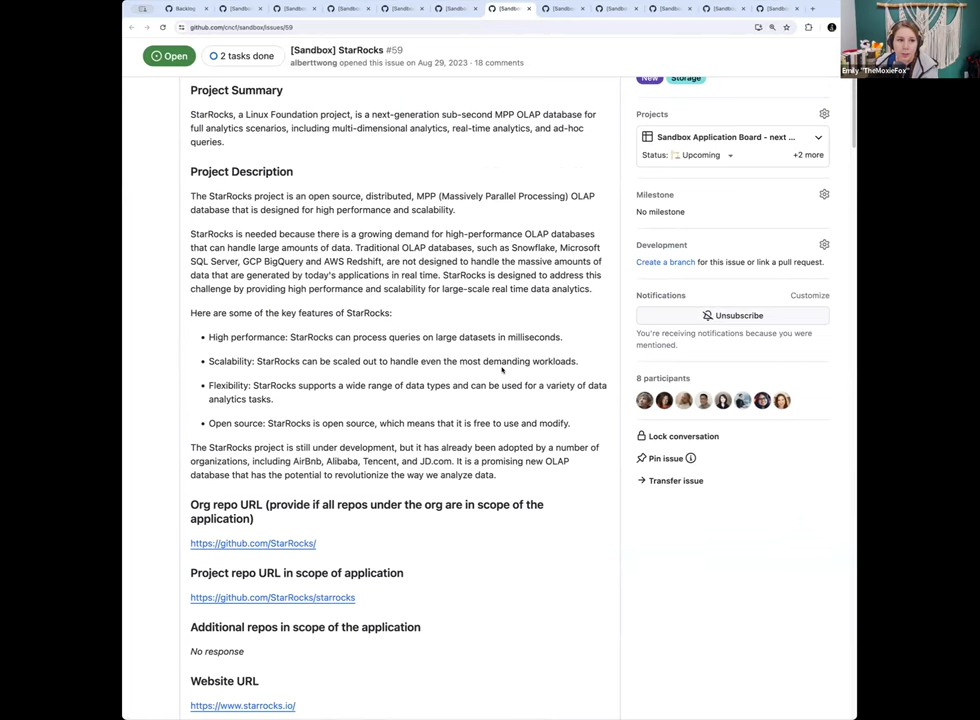 Backlog
[Sandbo
[Sandbo
[Sandbo
[Sandbo
[Sandbo
[Sandbo
[Sandbo
[Sandbo
[Sandbo
[Sandbo
[Sandbo
github.com/cncf/sandbox/issues/59
Emily "TheMoxieFox"
Open
2 tasks done
[Sandbox] StarRocks #59
alberttwong opened this issue on Aug 29, 2023 · 18 comments
New
Storage
Project Summary
StarRocks, a Linux Foundation project, is a next-generation sub-second MPP OLAP database for
full analytics scenarios, including multi-dimensional analytics, real-time analytics, and ad-hoc
queries.
Project Description
The StarRocks project is an open source, distributed, MPP (Massively Parallel Processing) OLAP
database that is designed for high performance and scalability.
StarRocks is needed because there is a growing demand for high-performance OLAP databases
that can handle large amounts of data. Traditional OLAP databases, such as Snowflake, Microsoft
SQL Server, GCP BigQuery and AWS Redshift, are not designed to handle the massive amounts of
data that are generated by today's applications in real time. StarRocks is designed to address this
challenge by providing high performance and scalability for large-scale real time data analytics.
Here are some of the key features of StarRocks:
• High performance: StarRocks can process queries on large datasets in milliseconds.
• Scalability: StarRocks can be scaled out to handle even the most demanding workloads.
• Flexibility: StarRocks supports a wide range of data types and can be used for a variety of data
analytics tasks.
• Open source: StarRocks is open source, which means that it is free to use and modify.
The StarRocks project is still under development, but it has already been adopted by a number of
organizations, including AirBnb, Alibaba, Tencent, and JD.com. It is a promising new OLAP
database that has the potential to revolutionize the way we analyze data.
Org repo URL (provide if all repos under the org are in scope of the
application)
https://github.com/StarRocks/
Project repo URL in scope of application
https://github.com/StarRocks/starrocks
Additional repos in scope of the application
No response
Website URL
https://www.starrocks.io/
Projects
Sandbox Application Board - next ...
Status: Upcoming
+2 more
Milestone
No milestone
Development
Create a branch for this issue or link a pull request.
Notifications
Customize
Unsubscribe
You're receiving notifications because you were
mentioned.
8 participants
Lock conversation
Pin issue
Transfer issue